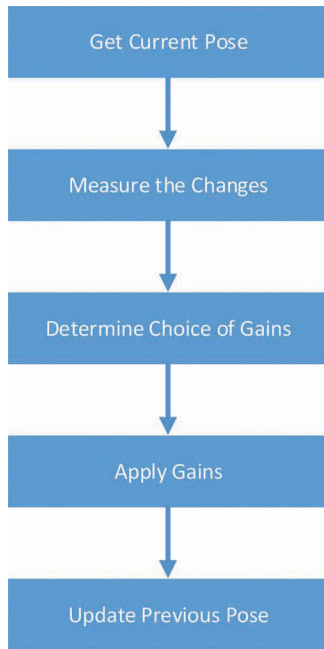 Get Current Pose
Measure the Changes
Determine Choice of Gains
Apply Gains
Update Previous Pose